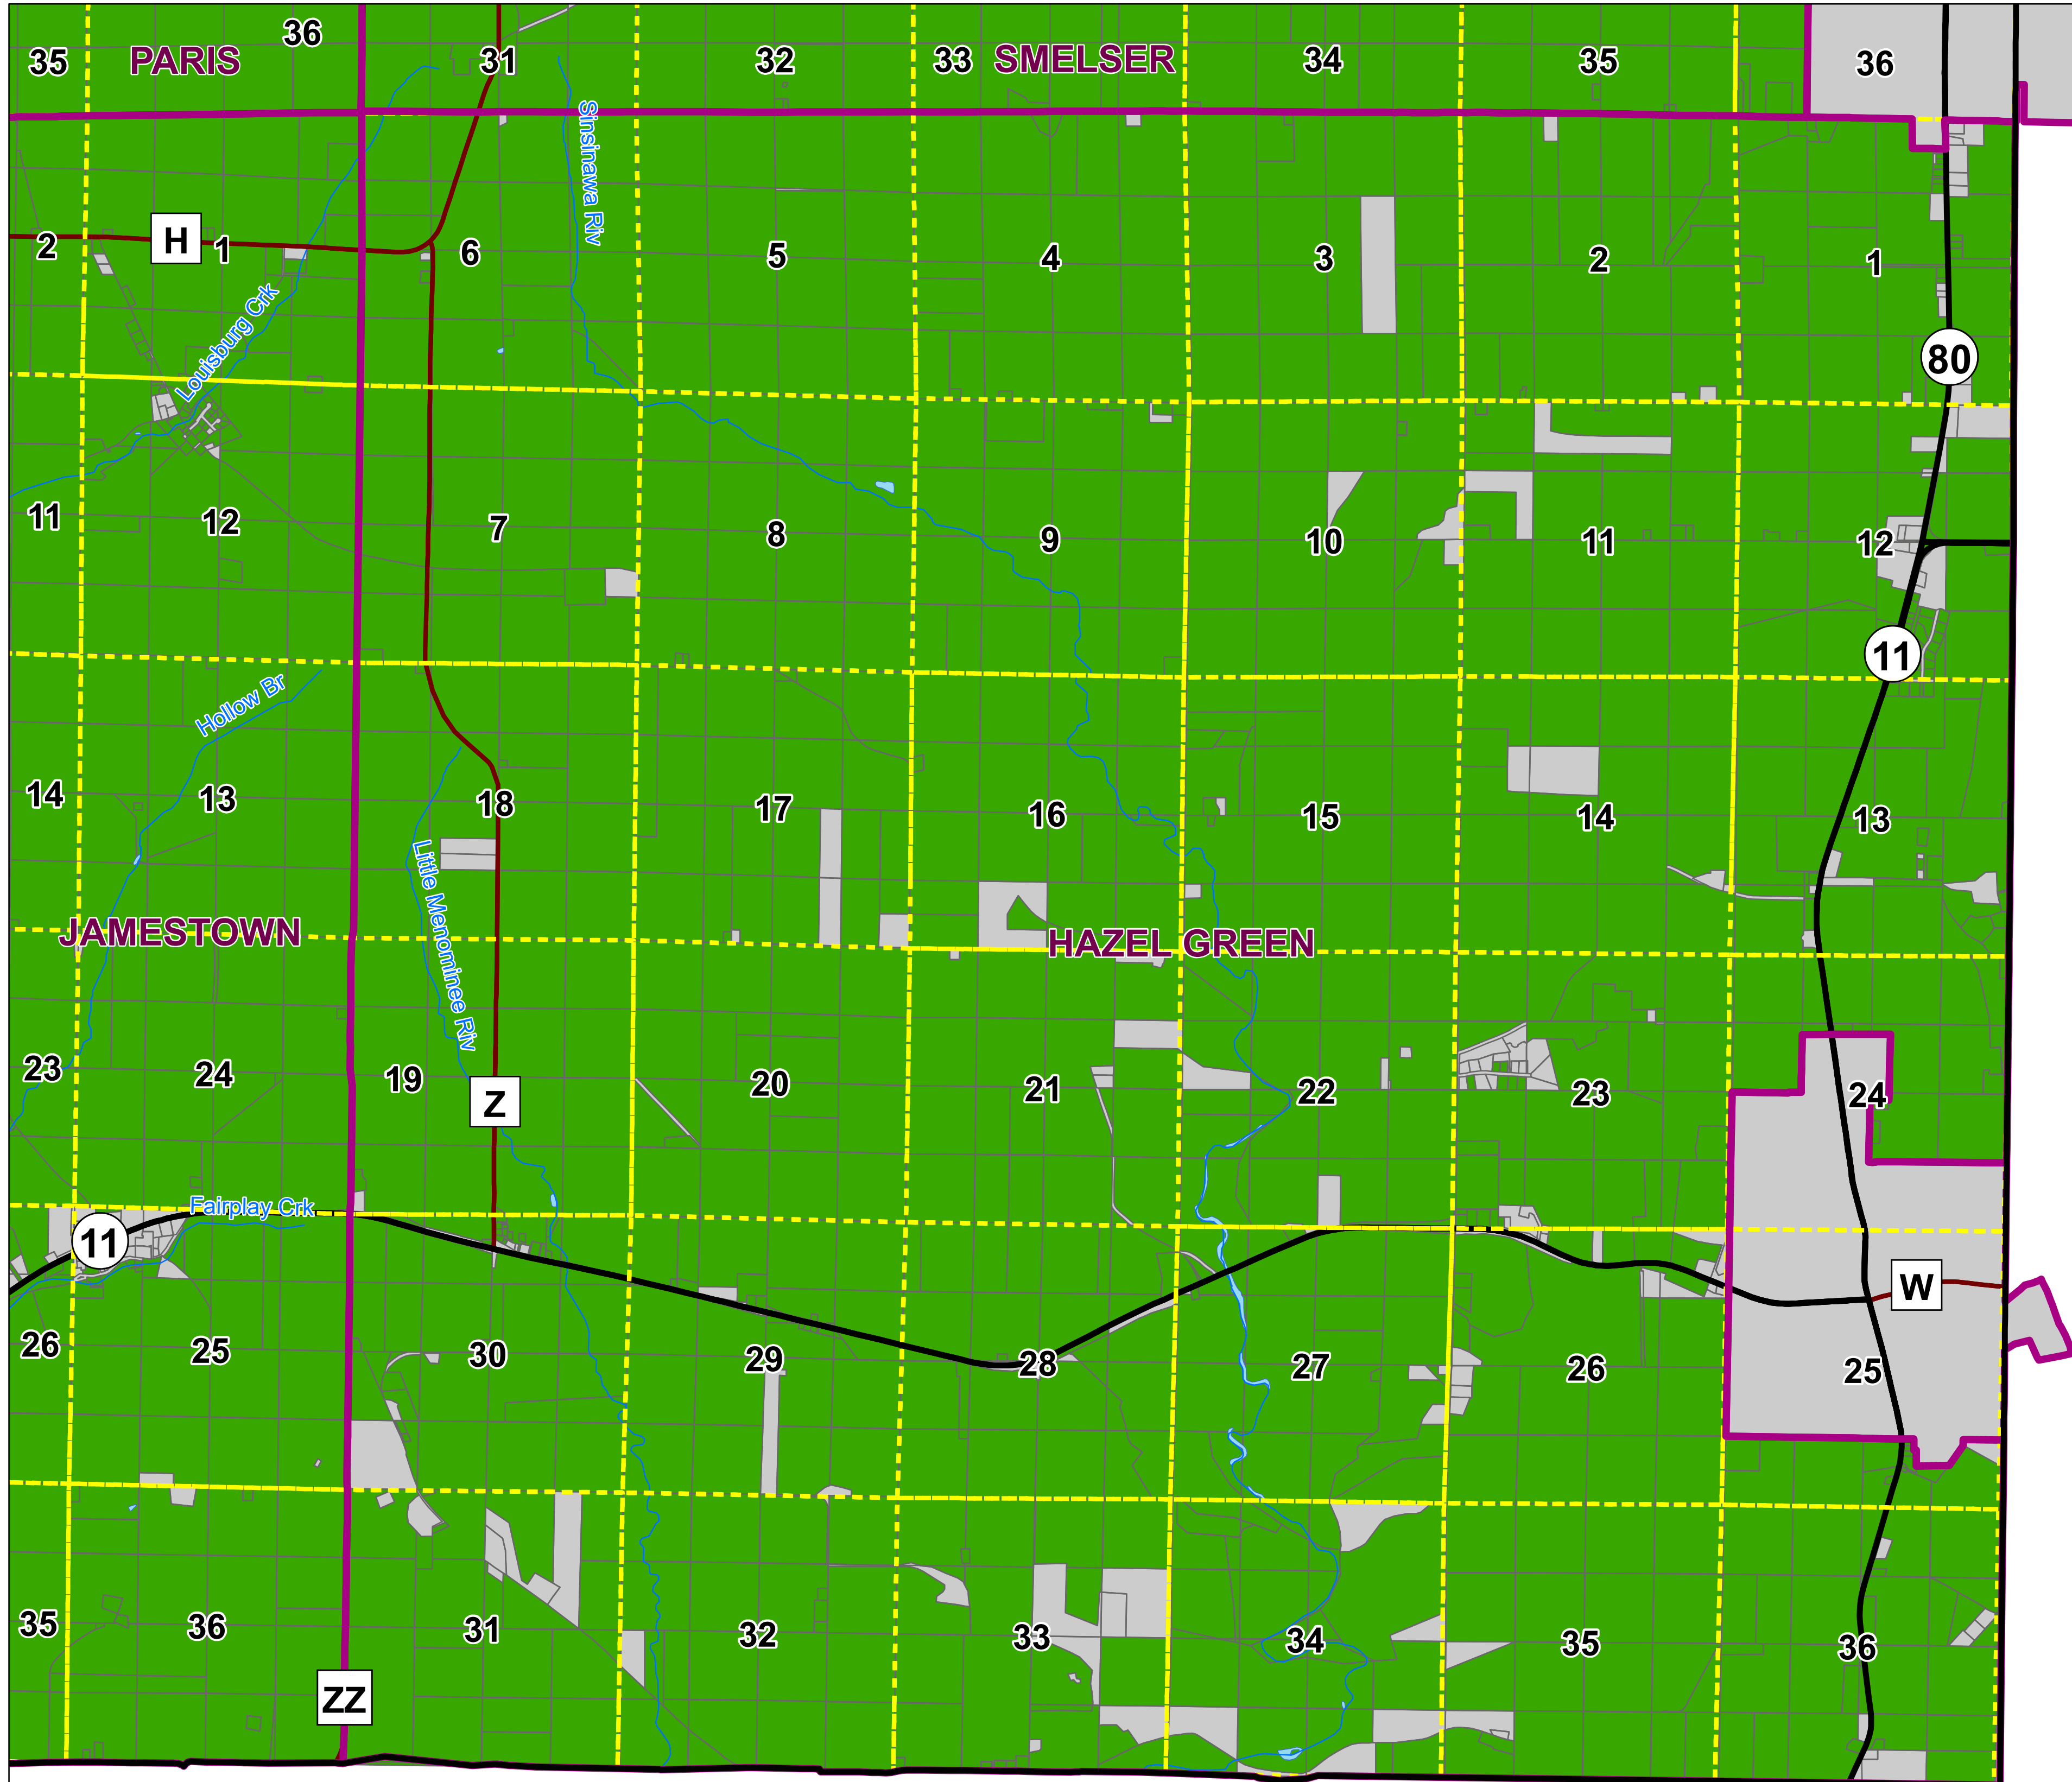 36
35 PARIS 31 32 33 SMELSER 34 35 36
Sinsinawa Riv
2 H 1 6 5 4 3 2 1
Louisburg Crk
80
11 12 7 8 9 10 11 12
11
Hollow Br
14 13 18 17 16 15 14 13
Little Menominee Riv
JAMESTOWN HAZEL GREEN
23 24 19 20 21 22 23 24
Z
Fairplay Crk
11
W
26 25 30 29 28 27 26 25
35 36 31 32 33 34 35 36
ZZ